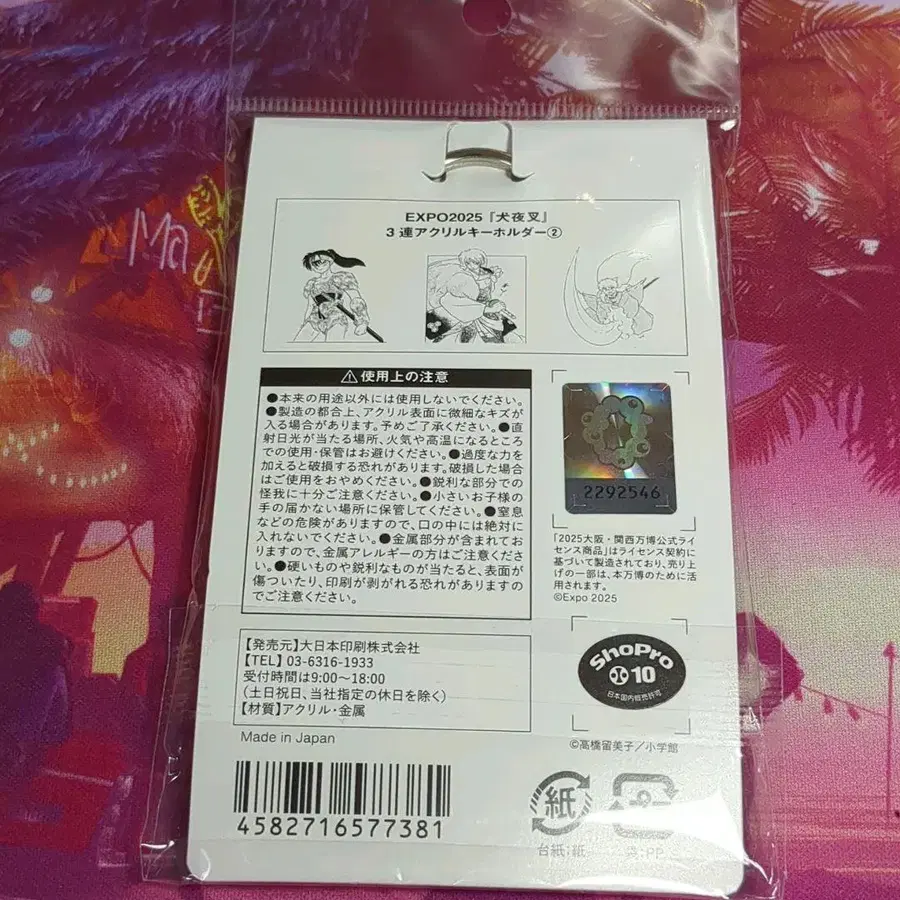 EXPO2025『犬夜叉』
3連アクリルキーホルダー②
⚠使用上の注意
●本来の用途以外には使用しないでください。
●製造の都合上、アクリル表面に微細なキズが
入る場合があります。予めご了承ください。●直
射日光が当たる場所、火気や高温になるところ
での使用・保管はお避けください。●過度な力を
加えると破損する恐れがあります。破損した場合
はご使用をおやめください。●鋭利な部分での
怪我に十分ご注意ください。●小さいお子様の
手の届かない場所に保管してください。●窒息
などの危険がありますので、口の中には絶対に
入れないでください。●金属部分が含まれてお
りますので、金属アレルギーの方はご注意くださ
い。●硬いものや鋭利なものが当たると、表面が
傷ついたり、印刷が剥がれる恐れがありますの
でご注意ください。
2292546
「2025大阪・関西万博公式ライ
センス商品」はライセンス契約に
基づいて製造されており、売り上
げの一部は、本万博のために活
用されます。
©Expo 2025
【発売元】大日本印刷株式会社
【TEL】03-6316-1933
受付時間は9:00〜18:00
(土日祝日、当社指定の休日を除く)
【材質】アクリル・金属
Made in Japan
ShoPro
10
日本国内販売許可
©高橋留美子／小学館
4582716577381
紙
台紙:紙
袋:PP
Ma